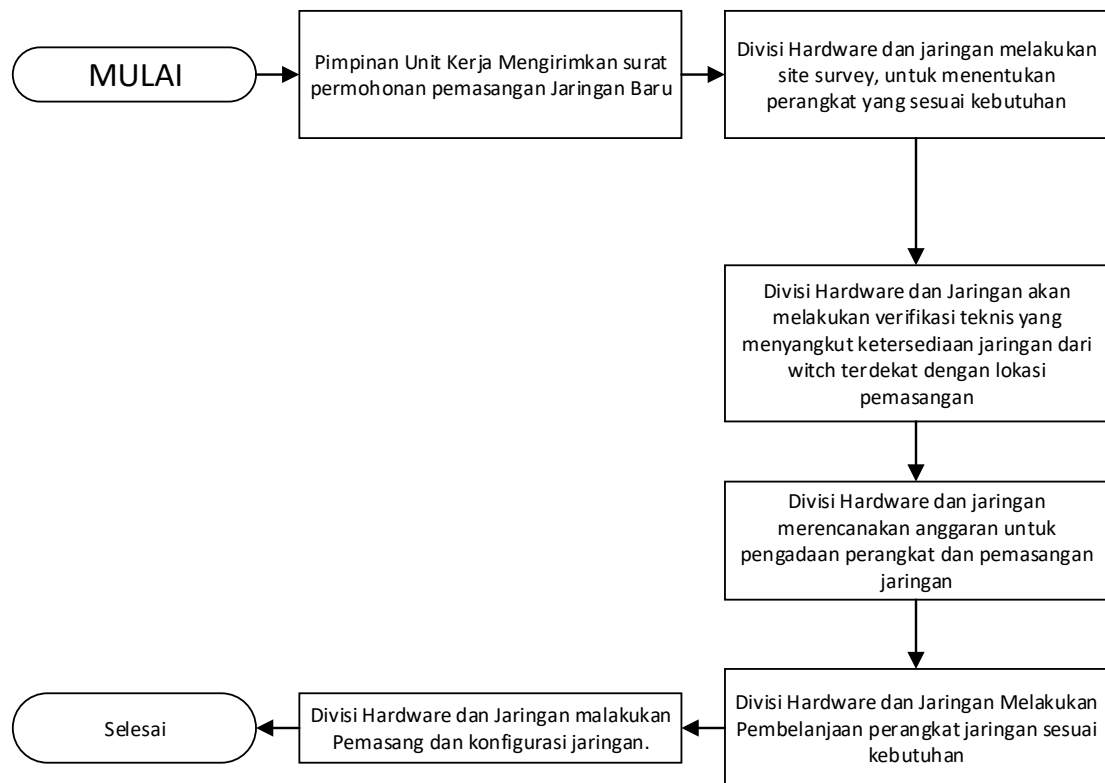 MULAI
Pimpinan Unit Kerja Mengirimkan surat
permohonan pemasangan Jaringan Baru
Divisi Hardware dan jaringan melakukan
site survey, untuk menentukan
perangkat yang sesuai kebutuhan
Divisi Hardware dan Jaringan akan
melakukan verifikasi teknis yang
menyangkut ketersediaan jaringan dari
witch terdekat dengan lokasi
pemasangan
Divisi Hardware dan jaringan
merencanakan anggaran untuk
pengadaan perangkat dan pemasangan
jaringan
Divisi Hardware dan Jaringan Melakukan
Pembelanjaan perangkat jaringan sesuai
kebutuhan
Divisi Hardware dan Jaringan malakukan
Pemasang dan konfigurasi jaringan.
Selesai